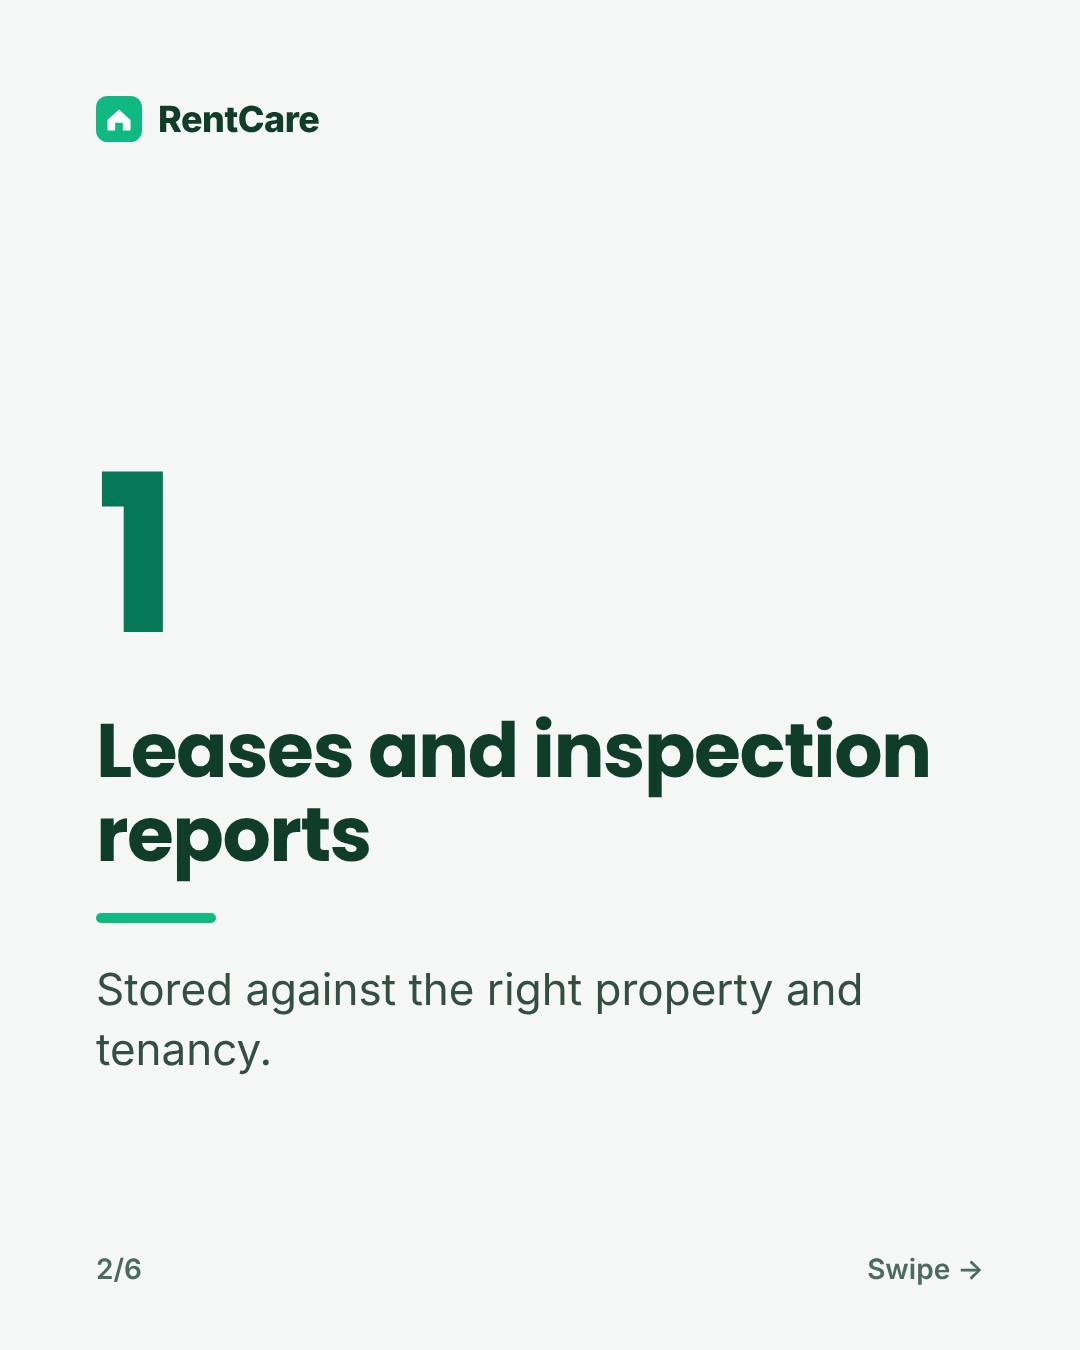 RentCare
1
Leases and inspection
reports
Stored against the right property and
tenancy.
2/6
Swipe →